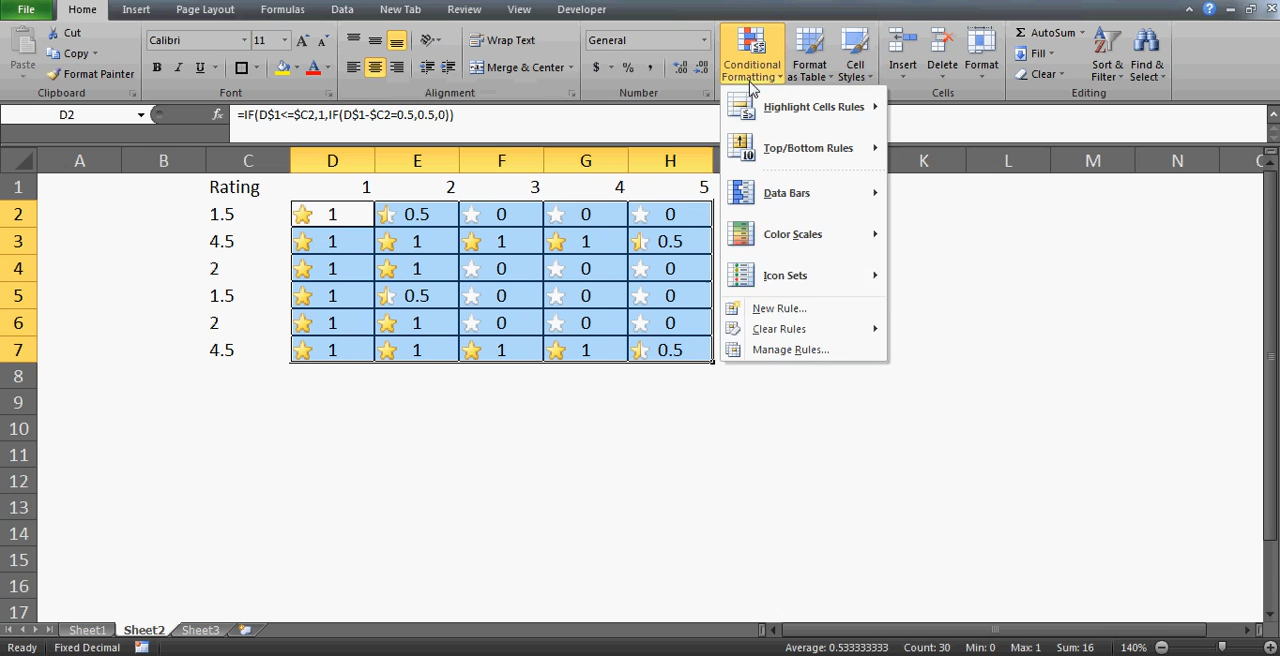 File Home Insert Page Layout Formulas Data New Tab Review View Developer
Cut
Copy
Format Painter
Paste
Clipboard
Calibri 11 A A
B I U A
Font
Wrap Text
Merge & Center
Alignment
General
$ % ,
Number
Conditional Formatting
Format as Table
Cell Styles
Insert Delete Format
Cells
Σ AutoSum
Fill
Clear
Sort & Filter
Find & Select
Editing
D2 fx =IF(D$1<=$C2,1,IF(D$1-$C2=0.5,0.5,0))
Highlight Cells Rules
Top/Bottom Rules
Data Bars
Color Scales
Icon Sets
New Rule...
Clear Rules
Manage Rules...
A B C D E F G H K L M N
1 Rating 1 2 3 4 5
2 1.5 1 0.5 0 0 0
3 4.5 1 1 1 1 0.5
4 2 1 1 0 0 0
5 1.5 1 0.5 0 0 0
6 2 1 1 0 0 0
7 4.5 1 1 1 1 0.5
8
9
10
11
12
13
14
15
16
17
Sheet1 Sheet2 Sheet3
Ready Fixed Decimal Average: 0.533333333 Count: 30 Min: 0 Max: 1 Sum: 16 140%